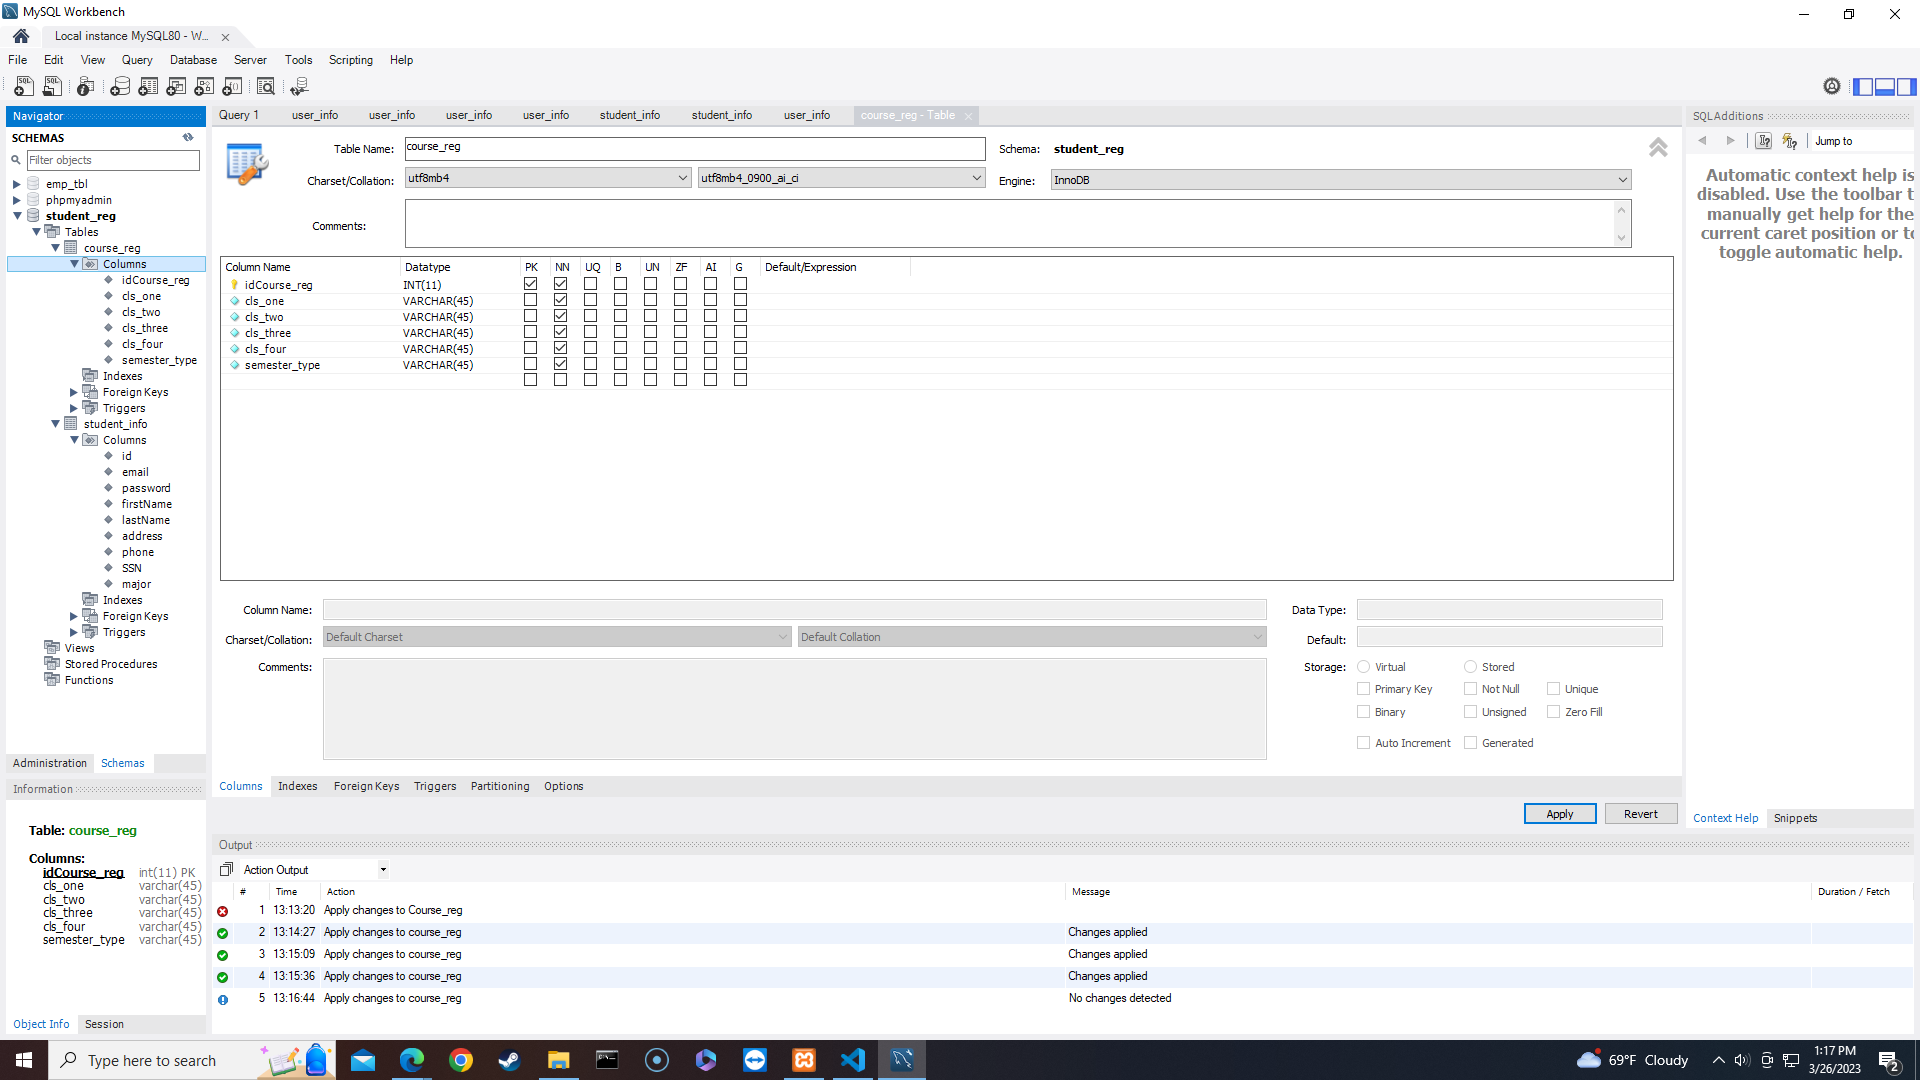 MySQL Workbench
Local instance MySQL80 - W...
File Edit View Query Database Server Tools Scripting Help
Navigator
SCHEMAS
Filter objects
emp_tbl
phpmyadmin
student_reg
Tables
course_reg
Columns
idCourse_reg
cls_one
cls_two
cls_three
cls_four
semester_type
Indexes
Foreign Keys
Triggers
student_info
Columns
id
email
password
firstName
lastName
address
phone
SSN
major
Indexes
Foreign Keys
Triggers
Views
Stored Procedures
Functions
Administration Schemas
Information
Table: course_reg
Columns:
idCourse_reg int(11) PK
cls_one varchar(45)
cls_two varchar(45)
cls_three varchar(45)
cls_four varchar(45)
semester_type varchar(45)
Object Info Session
Query 1 user_info user_info user_info user_info student_info student_info user_info course_reg - Table
Table Name: course_reg Schema: student_reg
Charset/Collation: utf8mb4 utf8mb4_0900_ai_ci Engine: InnoDB
Comments:
Column Name Datatype PK NN UQ B UN ZF AI G Default/Expression
idCourse_reg INT(11)
cls_one VARCHAR(45)
cls_two VARCHAR(45)
cls_three VARCHAR(45)
cls_four VARCHAR(45)
semester_type VARCHAR(45)
Column Name: Data Type:
Charset/Collation: Default Charset Default Collation Default:
Comments: Storage: Virtual Stored
Primary Key Not Null Unique
Binary Unsigned Zero Fill
Auto Increment Generated
Columns Indexes Foreign Keys Triggers Partitioning Options
Apply Revert
SQLAdditions
Jump to
Automatic context help is
disabled. Use the toolbar t
manually get help for the
current caret position or to
toggle automatic help.
Context Help Snippets
Output
Action Output
# Time Action Message Duration / Fetch
1 13:13:20 Apply changes to Course_reg
2 13:14:27 Apply changes to course_reg Changes applied
3 13:15:09 Apply changes to course_reg Changes applied
4 13:15:36 Apply changes to course_reg Changes applied
5 13:16:44 Apply changes to course_reg No changes detected
Type here to search
69°F Cloudy
1:17 PM
3/26/2023
2